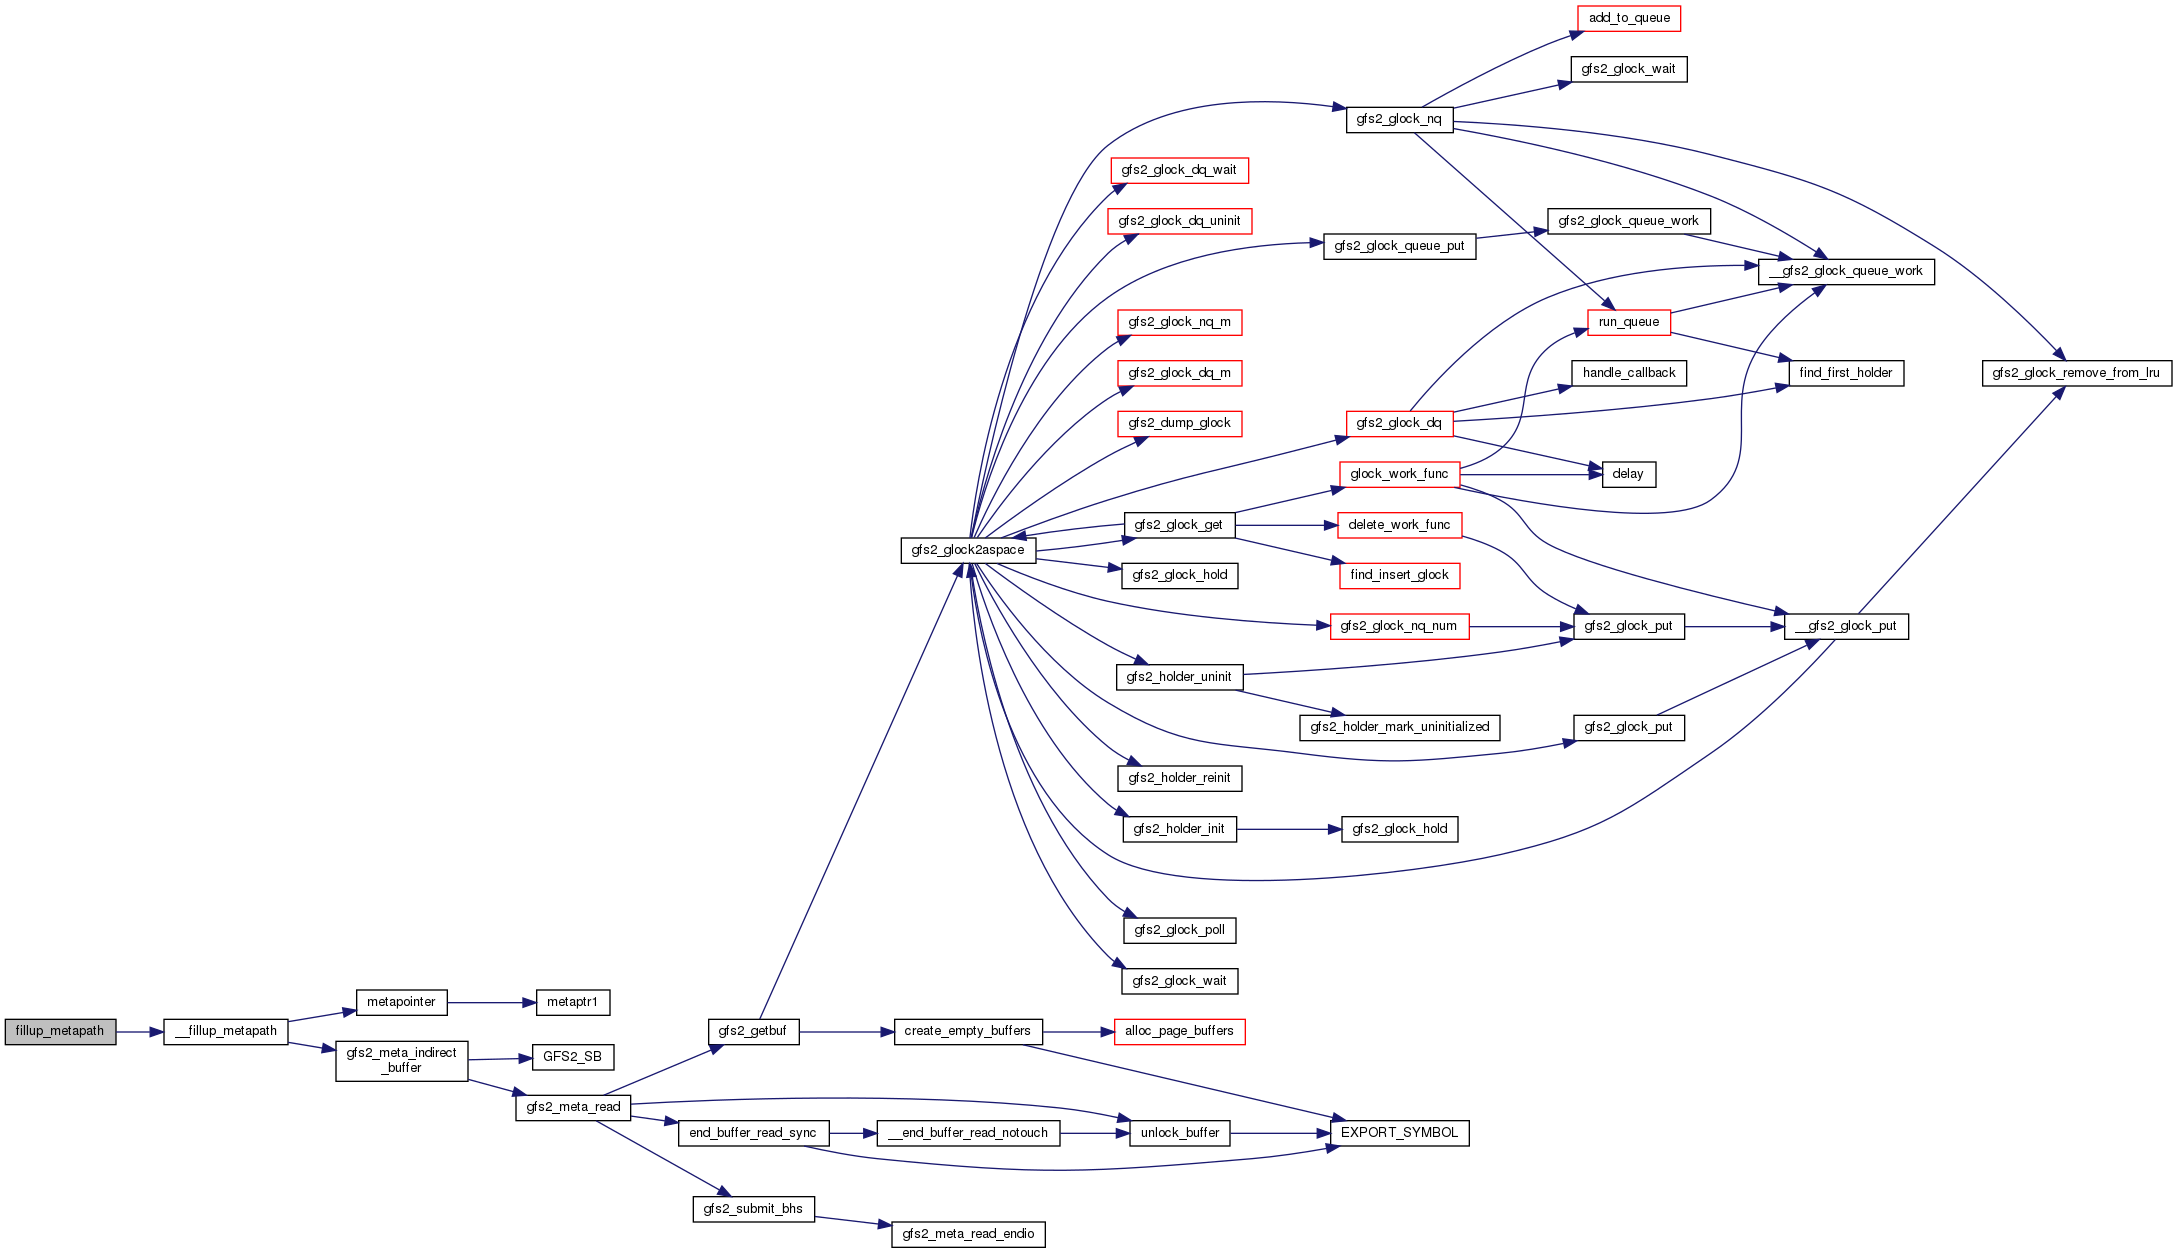 add_to_queue
gfs2_glock_wait
gfs2_glock_nq
gfs2_glock_dq_wait
gfs2_glock_dq_uninit
gfs2_glock_queue_work
gfs2_glock_queue_put
__gfs2_glock_queue_work
gfs2_glock_nq_m
run_queue
gfs2_glock_dq_m
handle_callback
find_first_holder
gfs2_glock_remove_from_lru
gfs2_dump_glock
gfs2_glock_dq
glock_work_func
delay
gfs2_glock_get
delete_work_func
gfs2_glock2aspace
gfs2_glock_hold
find_insert_glock
gfs2_glock_nq_num
gfs2_glock_put
__gfs2_glock_put
gfs2_holder_uninit
gfs2_holder_mark_uninitialized
gfs2_glock_put
gfs2_holder_reinit
gfs2_holder_init
gfs2_glock_hold
gfs2_glock_poll
gfs2_glock_wait
metapointer
metaptr1
fillup_metapath
__fillup_metapath
gfs2_getbuf
create_empty_buffers
alloc_page_buffers
gfs2_meta_indirect
_buffer
GFS2_SB
gfs2_meta_read
end_buffer_read_sync
__end_buffer_read_notouch
unlock_buffer
EXPORT_SYMBOL
gfs2_submit_bhs
gfs2_meta_read_endio